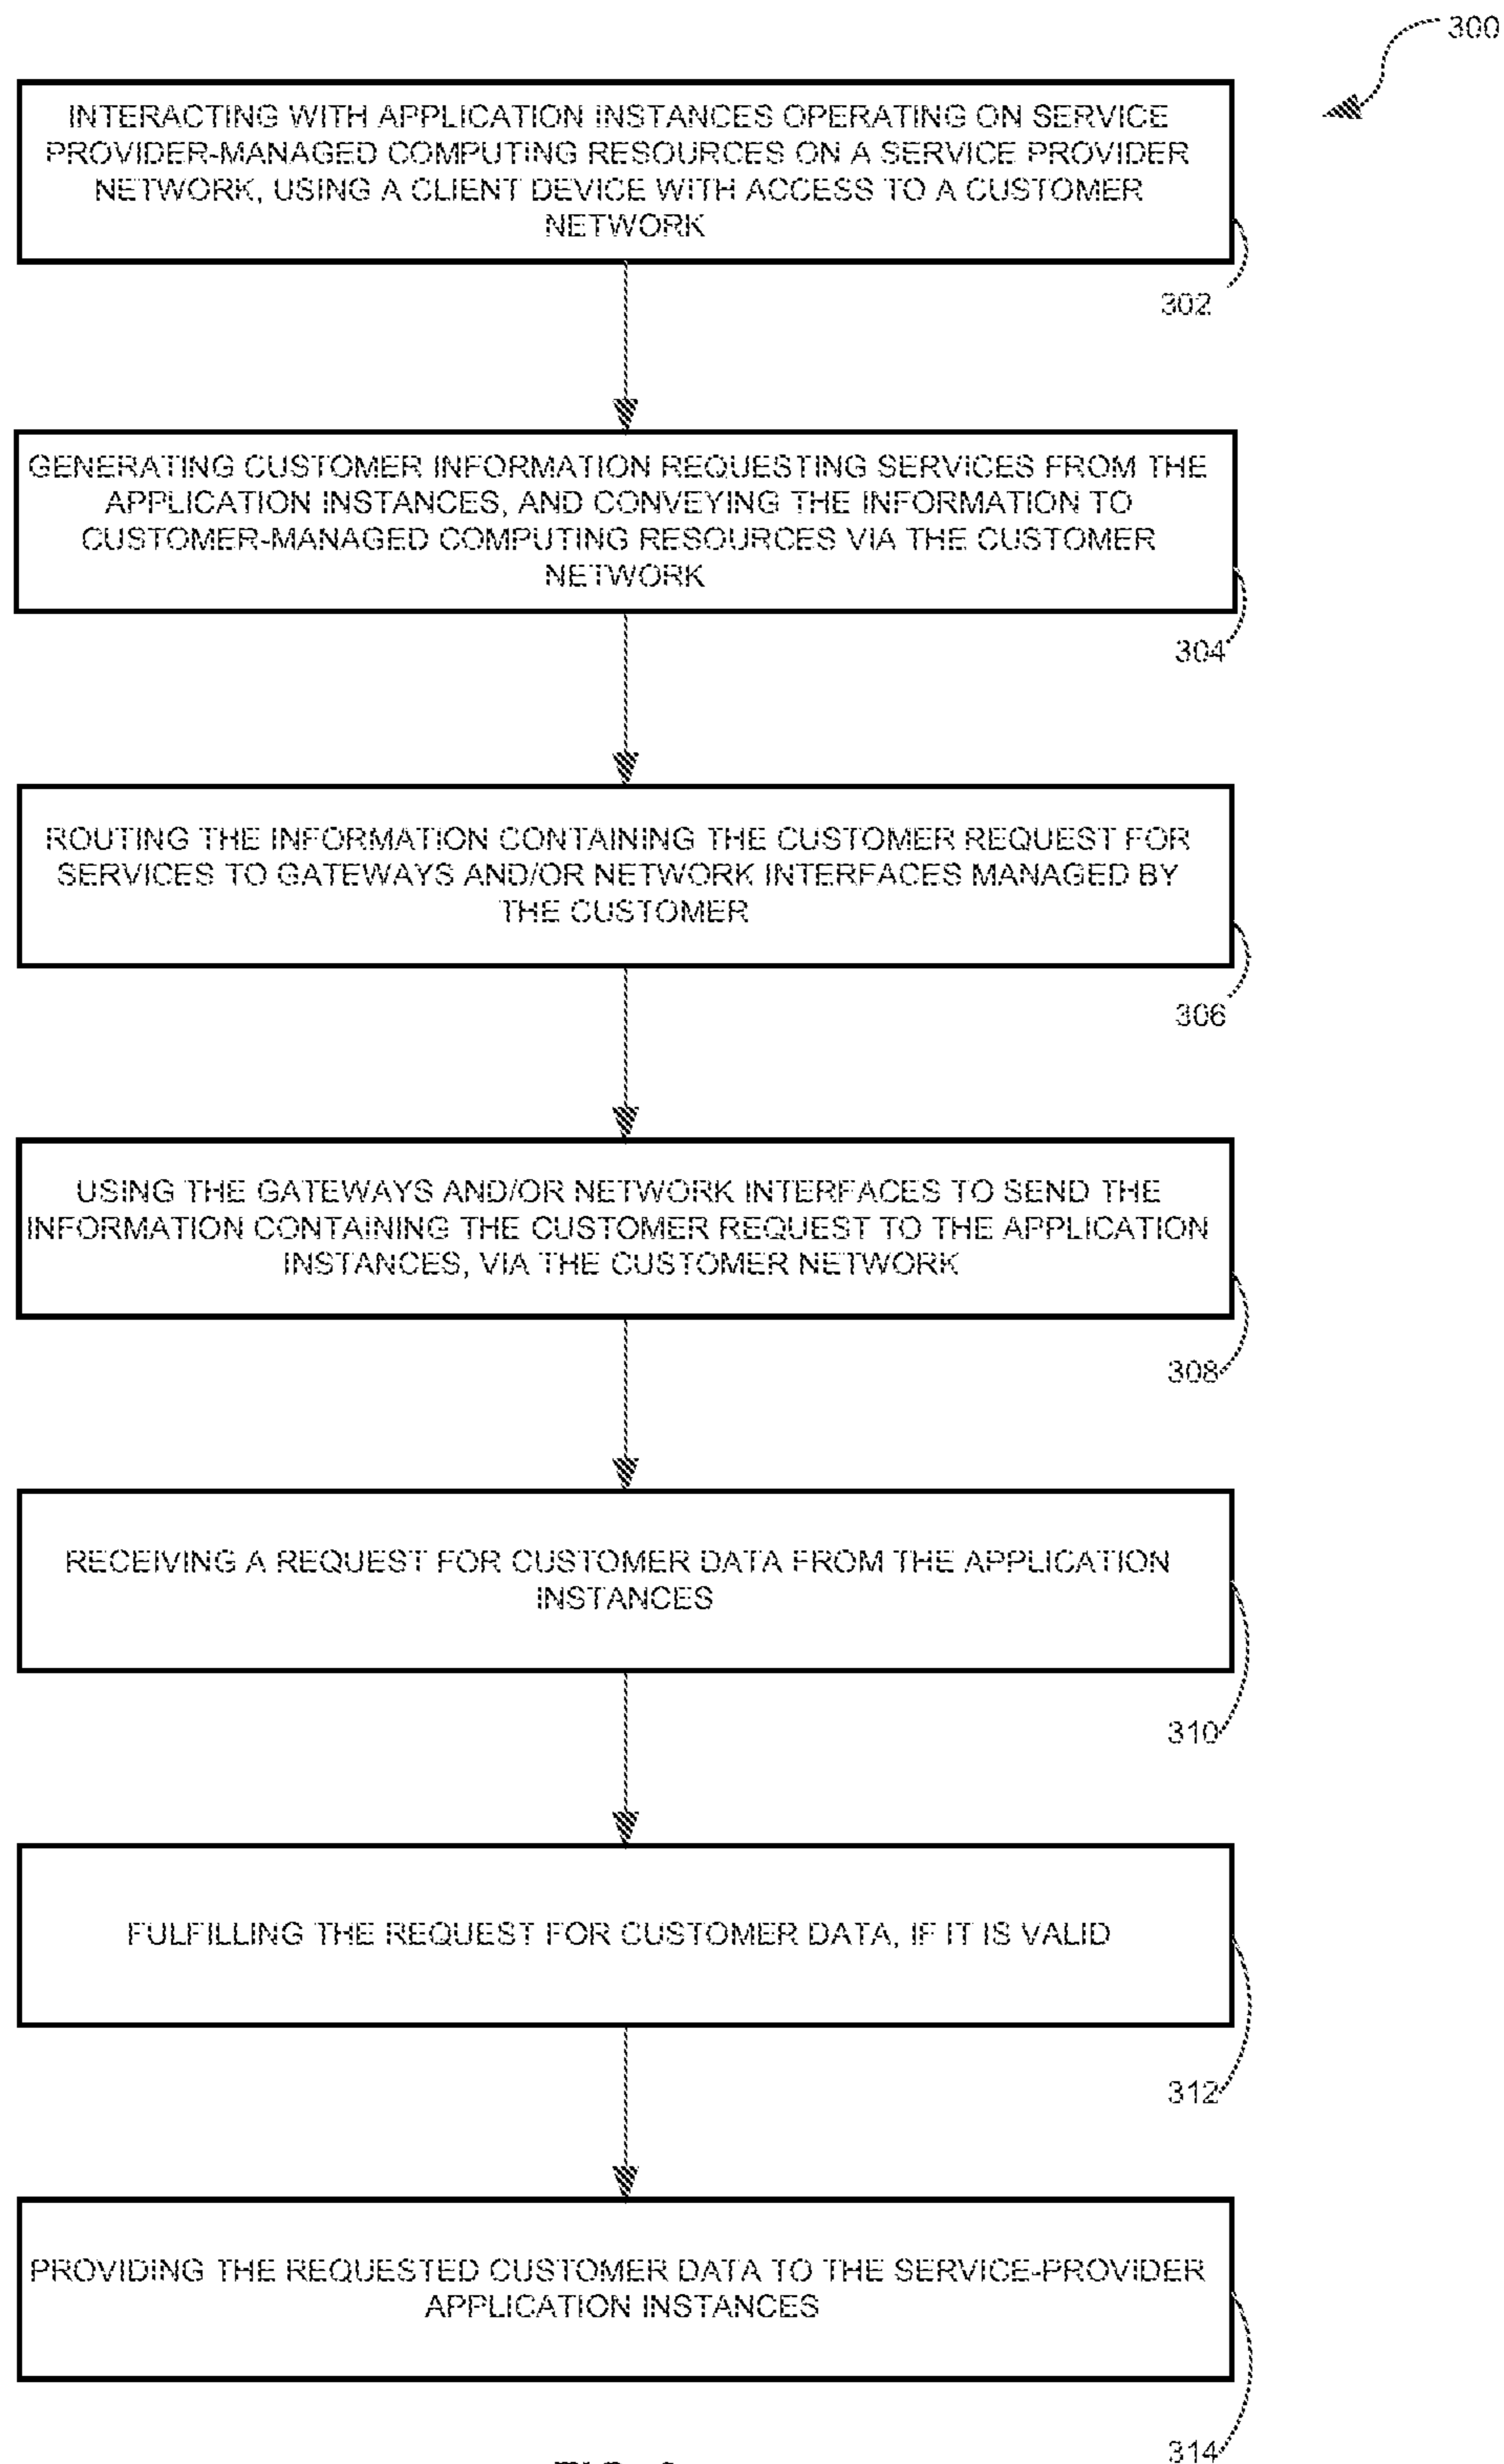 300
INTERACTING WITH APPLICATION INSTANCES OPERATING ON SERVICE
PROVIDER-MANAGED COMPUTING RESOURCES ON A SERVICE PROVIDER
NETWORK, USING A CLIENT DEVICE WITH ACCESS TO A CUSTOMER
NETWORK
302
GENERATING CUSTOMER INFORMATION REQUESTING SERVICES FROM THE
APPLICATION INSTANCES, AND CONVEYING THE INFORMATION TO
CUSTOMER-MANAGED COMPUTING RESOURCES VIA THE CUSTOMER
NETWORK
304
ROUTING THE INFORMATION CONTAINING THE CUSTOMER REQUEST FOR
SERVICES TO GATEWAYS AND/OR NETWORK INTERFACES MANAGED BY
THE CUSTOMER
306
USING THE GATEWAYS AND/OR NETWORK INTERFACES TO SEND THE
INFORMATION CONTAINING THE CUSTOMER REQUEST TO THE APPLICATION
INSTANCES, VIA THE CUSTOMER NETWORK
308
RECEIVING A REQUEST FOR CUSTOMER DATA FROM THE APPLICATION
INSTANCES
310
FULFILLING THE REQUEST FOR CUSTOMER DATA, IF IT IS VALID
312
PROVIDING THE REQUESTED CUSTOMER DATA TO THE SERVICE-PROVIDER
APPLICATION INSTANCES
314